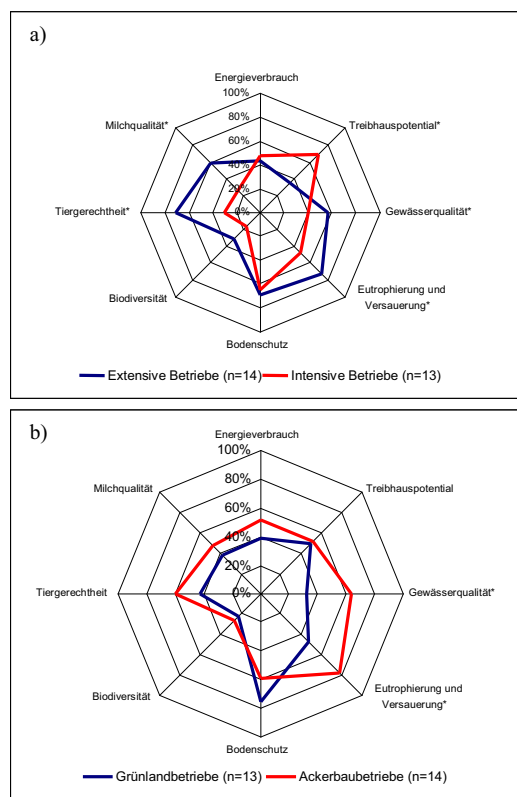 a)
Energieverbrauch
100%
80%
60%
40%
20%
0%
Treibhauspotential*
Gewässerqualität*
Eutrophierung und
Versauerung*
Bodenschutz
Biodiversität
Tiergerechtheit*
Milchqualität*
Extensive Betriebe (n=14)
Intensive Betriebe (n=13)
b)
Energieverbrauch
100%
80%
60%
40%
20%
0%
Treibhauspotential
Gewässerqualität*
Eutrophierung und
Versauerung*
Bodenschutz
Biodiversität
Tiergerechtheit
Milchqualität
Grünlandbetriebe (n=13)
Ackerbaubetriebe (n=14)